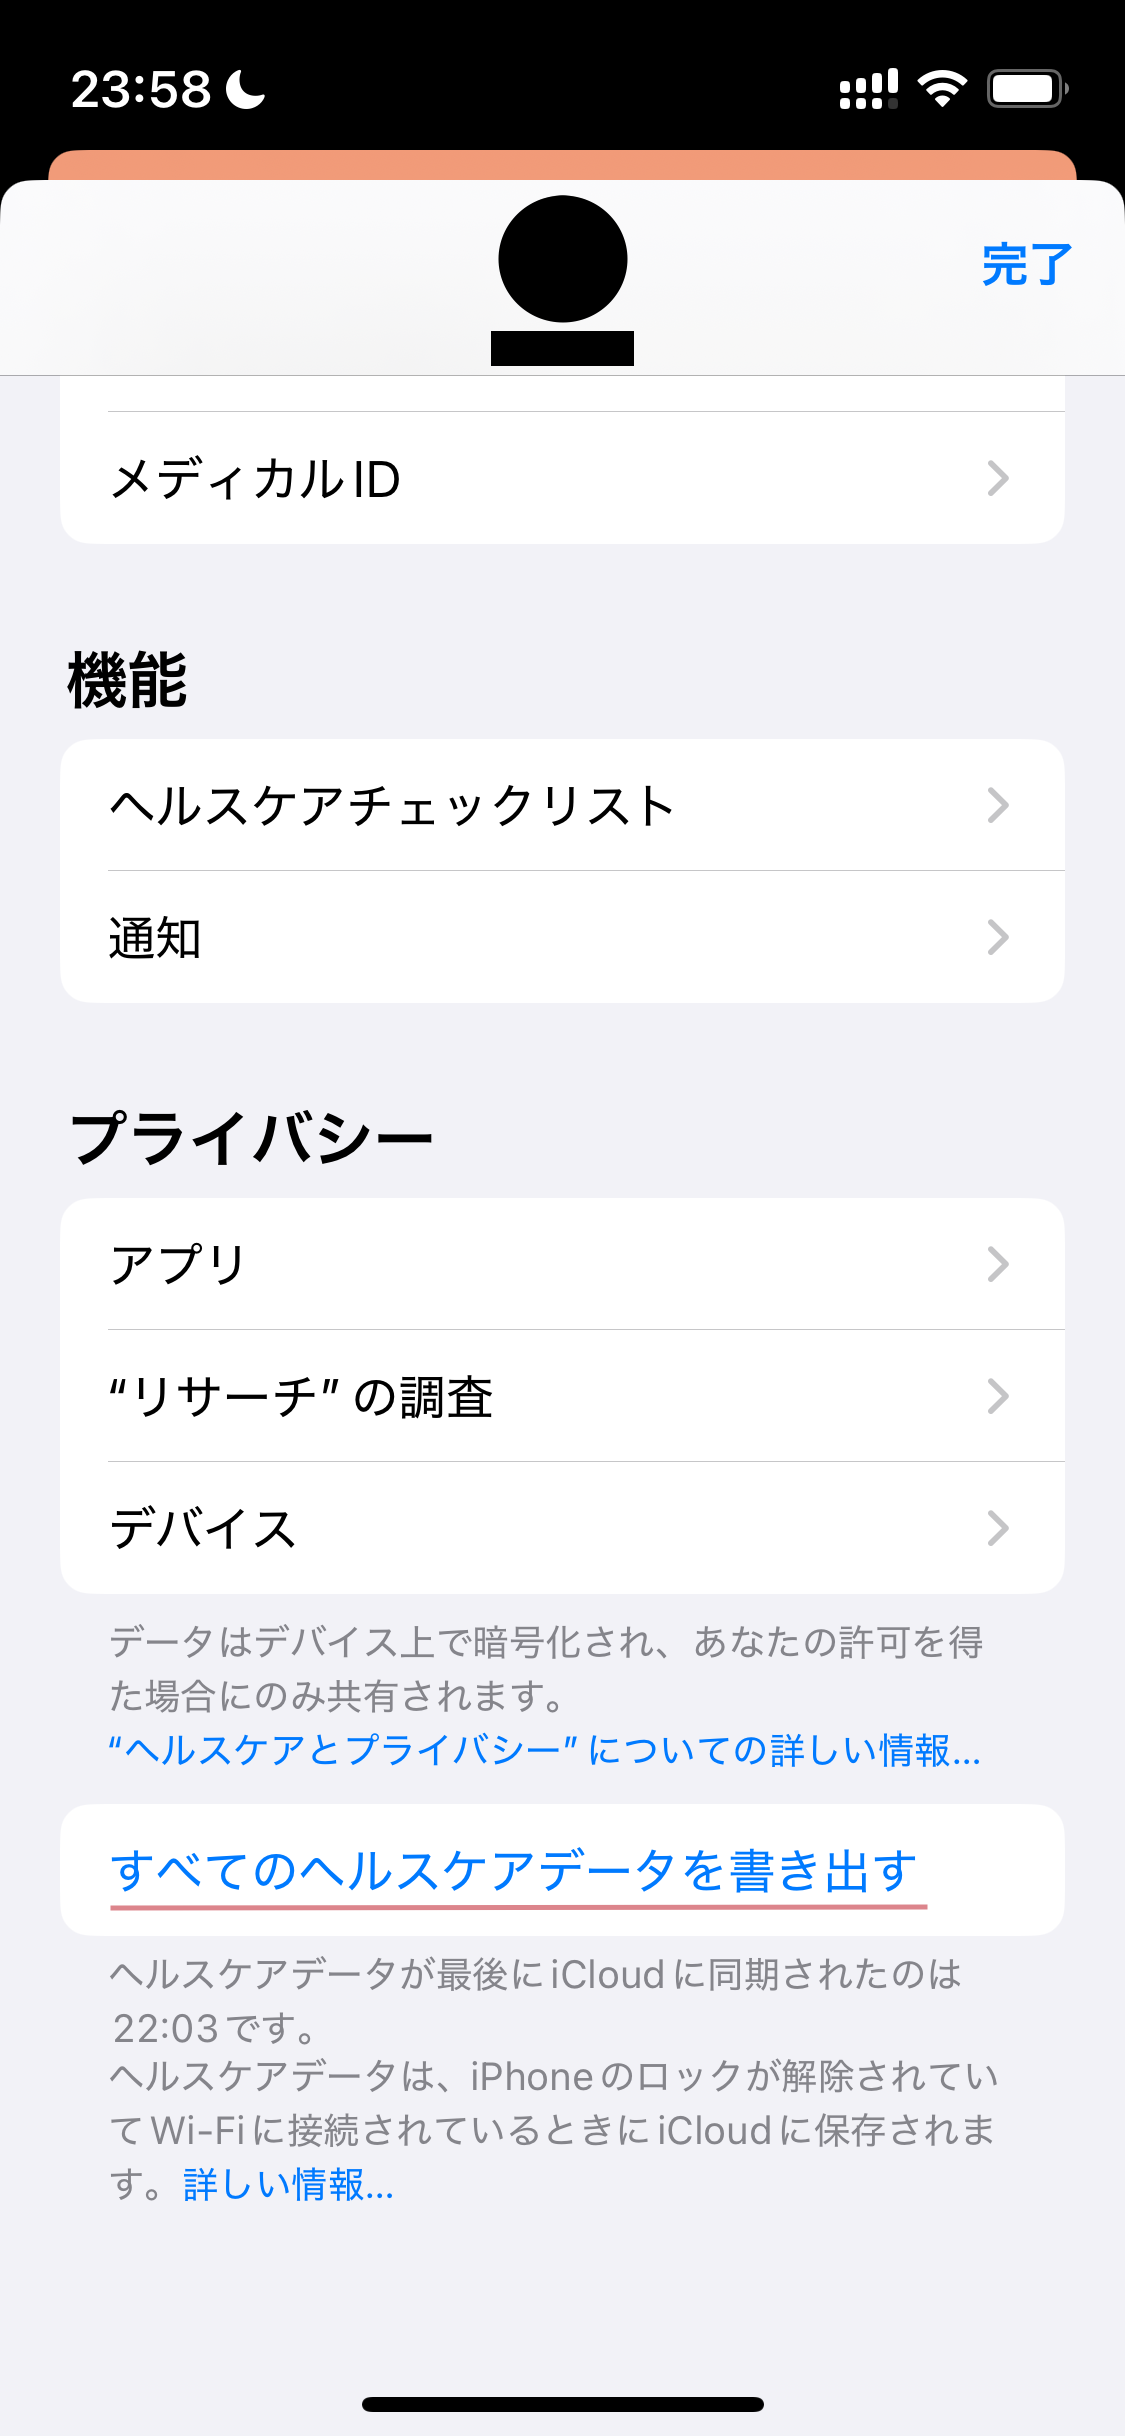 23:58
完了
メディカルID
機能
ヘルスケアチェックリスト
通知
プライバシー
アプリ
“リサーチ” の調査
デバイス
データはデバイス上で暗号化され、あなたの許可を得
た場合にのみ共有されます。
“ヘルスケアとプライバシー” についての詳しい情報...
すべてのヘルスケアデータを書き出す
ヘルスケアデータが最後にiCloudに同期されたのは
22:03です。
ヘルスケアデータは、iPhoneのロックが解除されてい
てWi-Fiに接続されているときにiCloudに保存されま
す。詳しい情報...